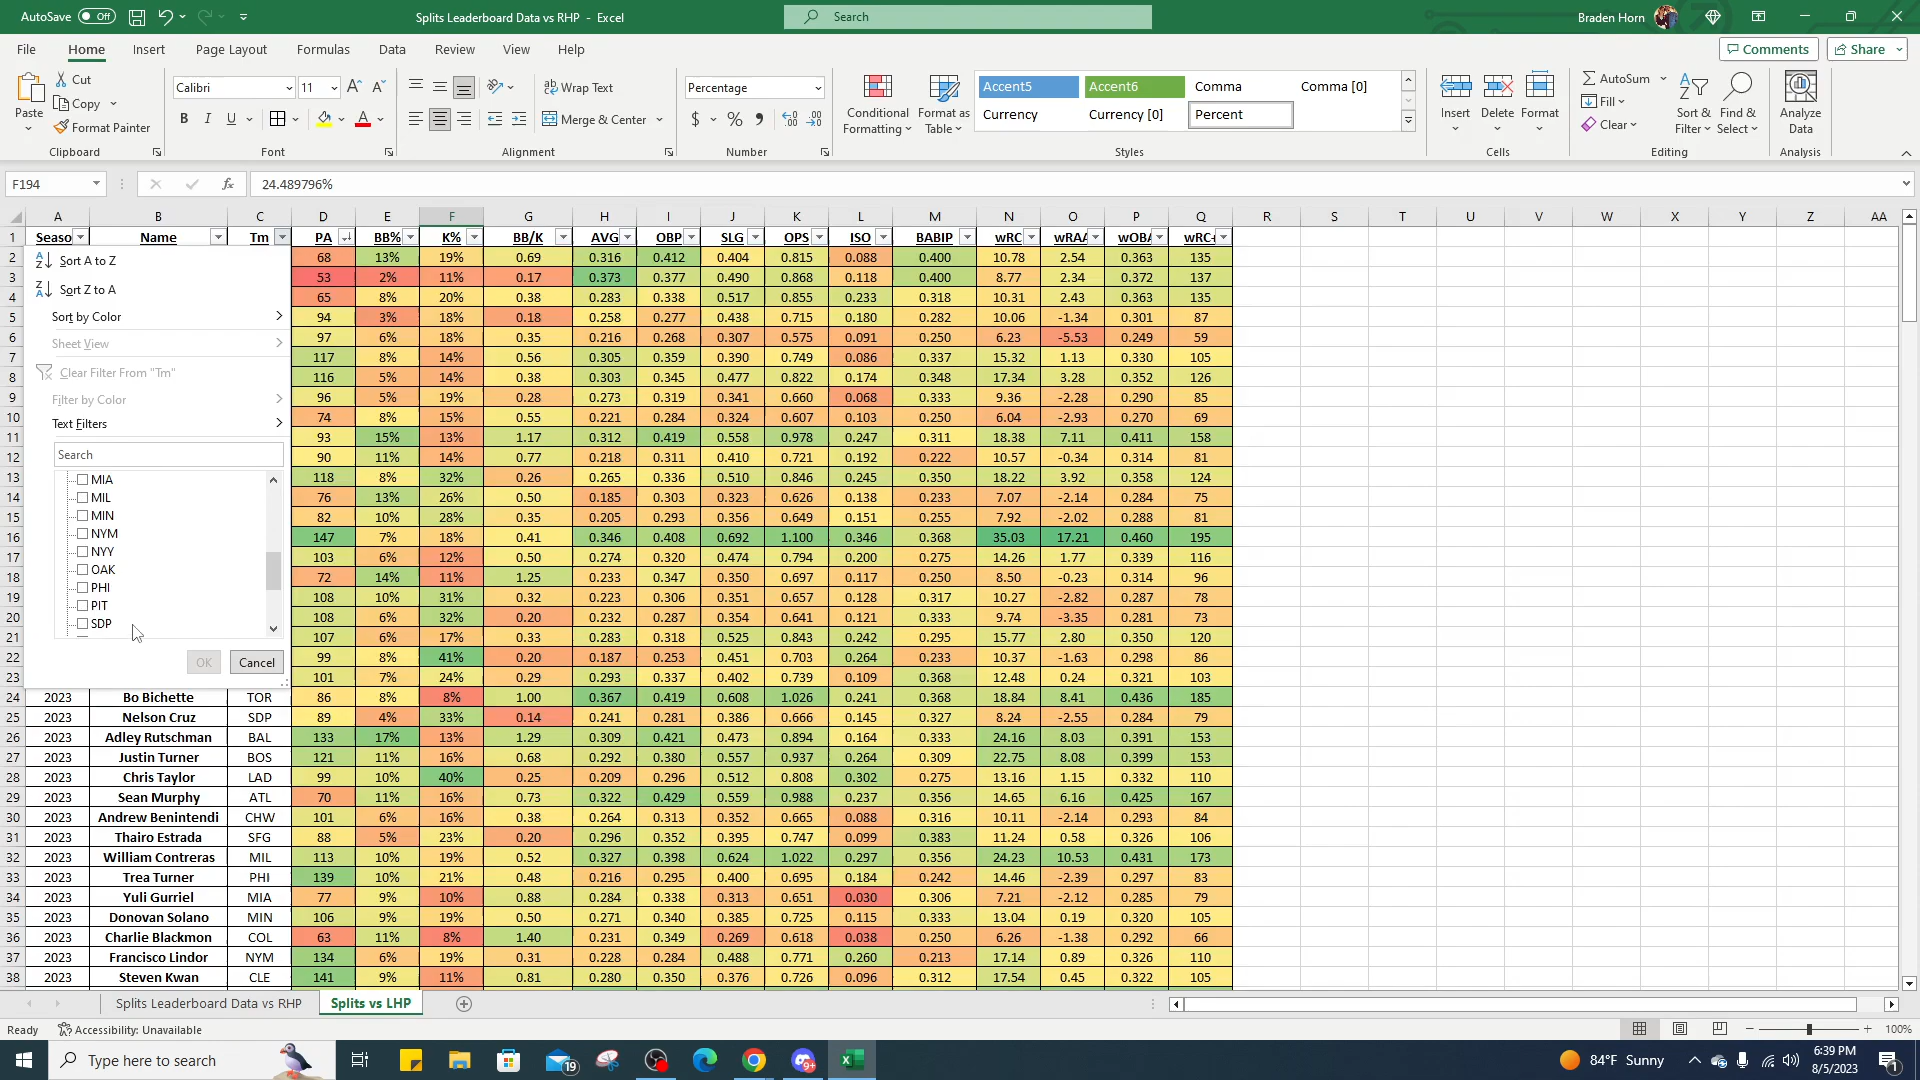 AutoSave Off Splits Leaderboard Data vs RHP - Excel Search Braden Horn
File Home Insert Page Layout Formulas Data Review View Help Comments Share
Paste Cut Copy Format Painter Clipboard
Calibri 11 B I U Font
Wrap Text Merge & Center Alignment
Percentage $ % Number
Conditional Formatting Format as Table
Accent5 Accent6 Comma Comma [0]
Currency Currency [0] Percent
Styles
Insert Delete Format Cells
AutoSum Fill Clear Sort & Filter Find & Select Editing
Analyze Data Analysis
F194 fx 24.489796%
A B C D E F G H I J K L M N O P Q R S T U V W X Y Z AA
1 Seaso Name Tm PA BB% K% BB/K AVG OBP SLG OPS ISO BABIP wRC wRAA wOBA wRC+
2 68 13% 19% 0.69 0.316 0.412 0.404 0.815 0.088 0.400 10.78 2.54 0.363 135
3 53 2% 11% 0.17 0.373 0.377 0.490 0.868 0.118 0.400 8.77 2.34 0.372 137
4 65 8% 20% 0.38 0.283 0.338 0.517 0.855 0.233 0.318 10.31 2.43 0.363 135
5 94 3% 18% 0.18 0.258 0.277 0.438 0.715 0.180 0.282 10.06 -1.34 0.301 87
6 97 6% 18% 0.35 0.216 0.268 0.307 0.575 0.091 0.250 6.23 -5.53 0.249 59
7 117 8% 14% 0.56 0.305 0.359 0.390 0.749 0.086 0.337 15.32 1.13 0.330 105
8 116 5% 14% 0.38 0.303 0.345 0.477 0.822 0.174 0.348 17.34 3.28 0.352 126
9 96 5% 19% 0.28 0.273 0.319 0.341 0.660 0.068 0.333 9.36 -2.28 0.290 85
10 74 8% 15% 0.55 0.221 0.284 0.324 0.607 0.103 0.250 6.04 -2.93 0.270 69
11 93 15% 13% 1.17 0.312 0.419 0.558 0.978 0.247 0.311 18.38 7.11 0.411 158
12 90 11% 14% 0.77 0.218 0.311 0.410 0.721 0.192 0.222 10.57 -0.34 0.314 81
13 118 8% 32% 0.26 0.265 0.336 0.510 0.846 0.245 0.350 18.22 3.92 0.358 124
14 76 13% 26% 0.50 0.185 0.303 0.323 0.626 0.138 0.233 7.07 -2.14 0.284 75
15 82 10% 28% 0.35 0.205 0.293 0.356 0.649 0.151 0.255 7.92 -2.02 0.288 81
16 147 7% 18% 0.41 0.346 0.408 0.692 1.100 0.346 0.368 35.03 17.21 0.460 195
17 103 6% 12% 0.50 0.274 0.320 0.474 0.794 0.200 0.275 14.26 1.77 0.339 116
18 72 14% 11% 1.25 0.233 0.347 0.350 0.697 0.117 0.250 8.50 -0.23 0.314 96
19 108 10% 31% 0.32 0.223 0.306 0.351 0.657 0.128 0.317 10.27 -2.82 0.287 78
20 108 6% 32% 0.20 0.232 0.287 0.354 0.641 0.121 0.333 9.74 -3.35 0.281 73
21 107 6% 17% 0.33 0.283 0.318 0.525 0.843 0.242 0.295 15.77 2.80 0.350 120
22 99 8% 41% 0.20 0.187 0.253 0.451 0.703 0.264 0.233 10.37 -1.63 0.298 86
23 101 7% 24% 0.29 0.293 0.337 0.402 0.739 0.109 0.368 12.48 0.24 0.321 103
24 2023 Bo Bichette TOR 86 8% 8% 1.00 0.367 0.419 0.608 1.026 0.241 0.368 18.84 8.41 0.436 185
25 2023 Nelson Cruz SDP 89 4% 33% 0.14 0.241 0.281 0.386 0.666 0.145 0.327 8.24 -2.55 0.284 79
26 2023 Adley Rutschman BAL 133 17% 13% 1.29 0.309 0.421 0.473 0.894 0.164 0.333 24.16 8.03 0.391 153
27 2023 Justin Turner BOS 121 11% 16% 0.68 0.292 0.380 0.557 0.937 0.264 0.309 22.75 8.08 0.399 153
28 2023 Chris Taylor LAD 99 10% 40% 0.25 0.209 0.296 0.512 0.808 0.302 0.275 13.16 1.15 0.332 110
29 2023 Sean Murphy ATL 70 11% 16% 0.73 0.322 0.429 0.559 0.988 0.237 0.356 14.65 6.16 0.425 167
30 2023 Andrew Benintendi CHW 101 6% 16% 0.38 0.264 0.313 0.352 0.665 0.088 0.316 10.11 -2.14 0.293 84
31 2023 Thairo Estrada SFG 88 5% 23% 0.20 0.296 0.352 0.395 0.747 0.099 0.383 11.24 0.58 0.326 106
32 2023 William Contreras MIL 113 10% 19% 0.52 0.327 0.398 0.624 1.022 0.297 0.356 24.23 10.53 0.431 173
33 2023 Trea Turner PHI 139 10% 21% 0.48 0.216 0.295 0.400 0.695 0.184 0.242 14.46 -2.39 0.297 83
34 2023 Yuli Gurriel MIA 77 9% 10% 0.88 0.284 0.338 0.313 0.651 0.030 0.306 7.21 -2.12 0.285 79
35 2023 Donovan Solano MIN 106 9% 19% 0.50 0.271 0.340 0.385 0.725 0.115 0.333 13.04 0.19 0.320 105
36 2023 Charlie Blackmon COL 63 11% 8% 1.40 0.231 0.349 0.269 0.618 0.038 0.250 6.26 -1.38 0.292 66
37 2023 Francisco Lindor NYM 134 6% 19% 0.31 0.228 0.284 0.488 0.771 0.260 0.213 17.14 0.89 0.326 110
38 2023 Steven Kwan CLE 141 9% 11% 0.81 0.280 0.350 0.376 0.726 0.096 0.312 17.54 0.45 0.322 105
Sort A to Z
Sort Z to A
Sort by Color
Sheet View
Clear Filter From "Tm"
Filter by Color
Text Filters
Search
MIA
MIL
MIN
NYM
NYY
OAK
PHI
PIT
SDP
OK Cancel
Splits Leaderboard Data vs RHP Splits vs LHP
Ready Accessibility: Unavailable 100%
Type here to search 19 9+ 84°F Sunny 6:39 PM
8/5/2023 1